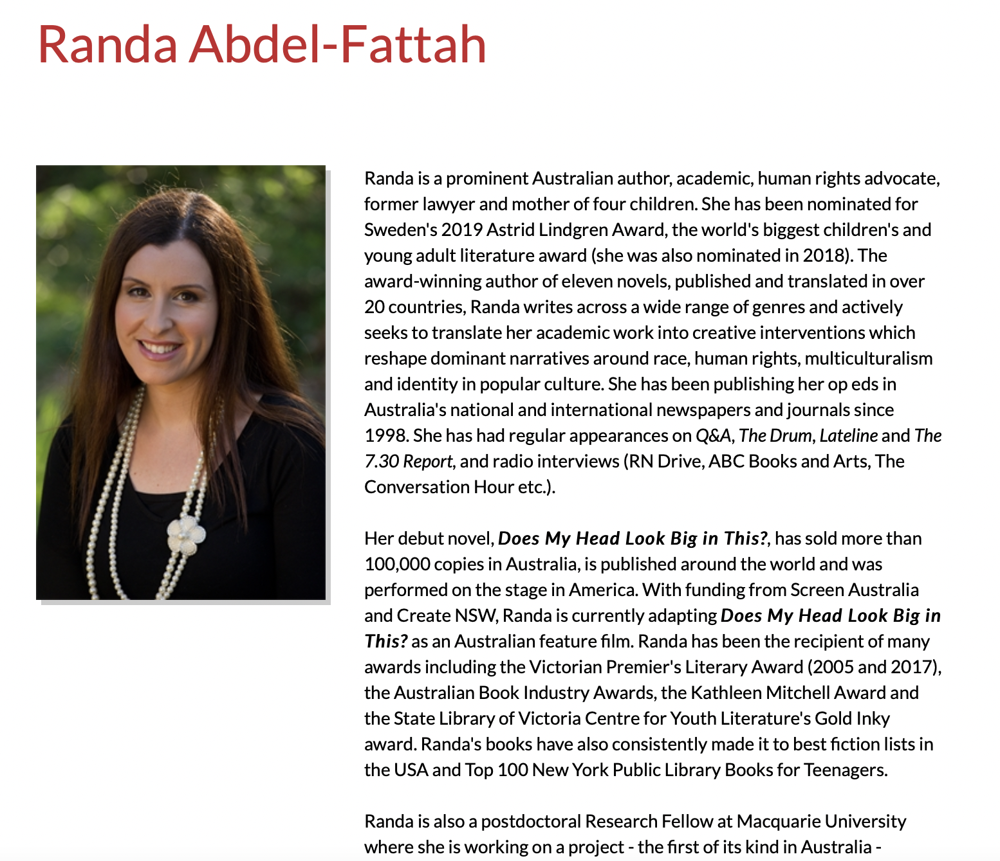 Randa Abdel-Fattah
Randa is a prominent Australian author, academic, human rights advocate,
former lawyer and mother of four children. She has been nominated for
Sweden's 2019 Astrid Lindgren Award, the world's biggest children's and
young adult literature award (she was also nominated in 2018). The
award-winning author of eleven novels, published and translated in over
20 countries, Randa writes across a wide range of genres and actively
seeks to translate her academic work into creative interventions which
reshape dominant narratives around race, human rights, multiculturalism
and identity in popular culture. She has been publishing her op eds in
Australia's national and international newspapers and journals since
1998. She has had regular appearances on Q&A, The Drum, Lateline and The
7.30 Report, and radio interviews (RN Drive, ABC Books and Arts, The
Conversation Hour etc.).
Her debut novel, Does My Head Look Big in This?, has sold more than
100,000 copies in Australia, is published around the world and was
performed on the stage in America. With funding from Screen Australia
and Create NSW, Randa is currently adapting Does My Head Look Big in
This? as an Australian feature film. Randa has been the recipient of many
awards including the Victorian Premier's Literary Award (2005 and 2017),
the Australian Book Industry Awards, the Kathleen Mitchell Award and
the State Library of Victoria Centre for Youth Literature's Gold Inky
award. Randa's books have also consistently made it to best fiction lists in
the USA and Top 100 New York Public Library Books for Teenagers.
Randa is also a postdoctoral Research Fellow at Macquarie University
where she is working on a project - the first of its kind in Australia -